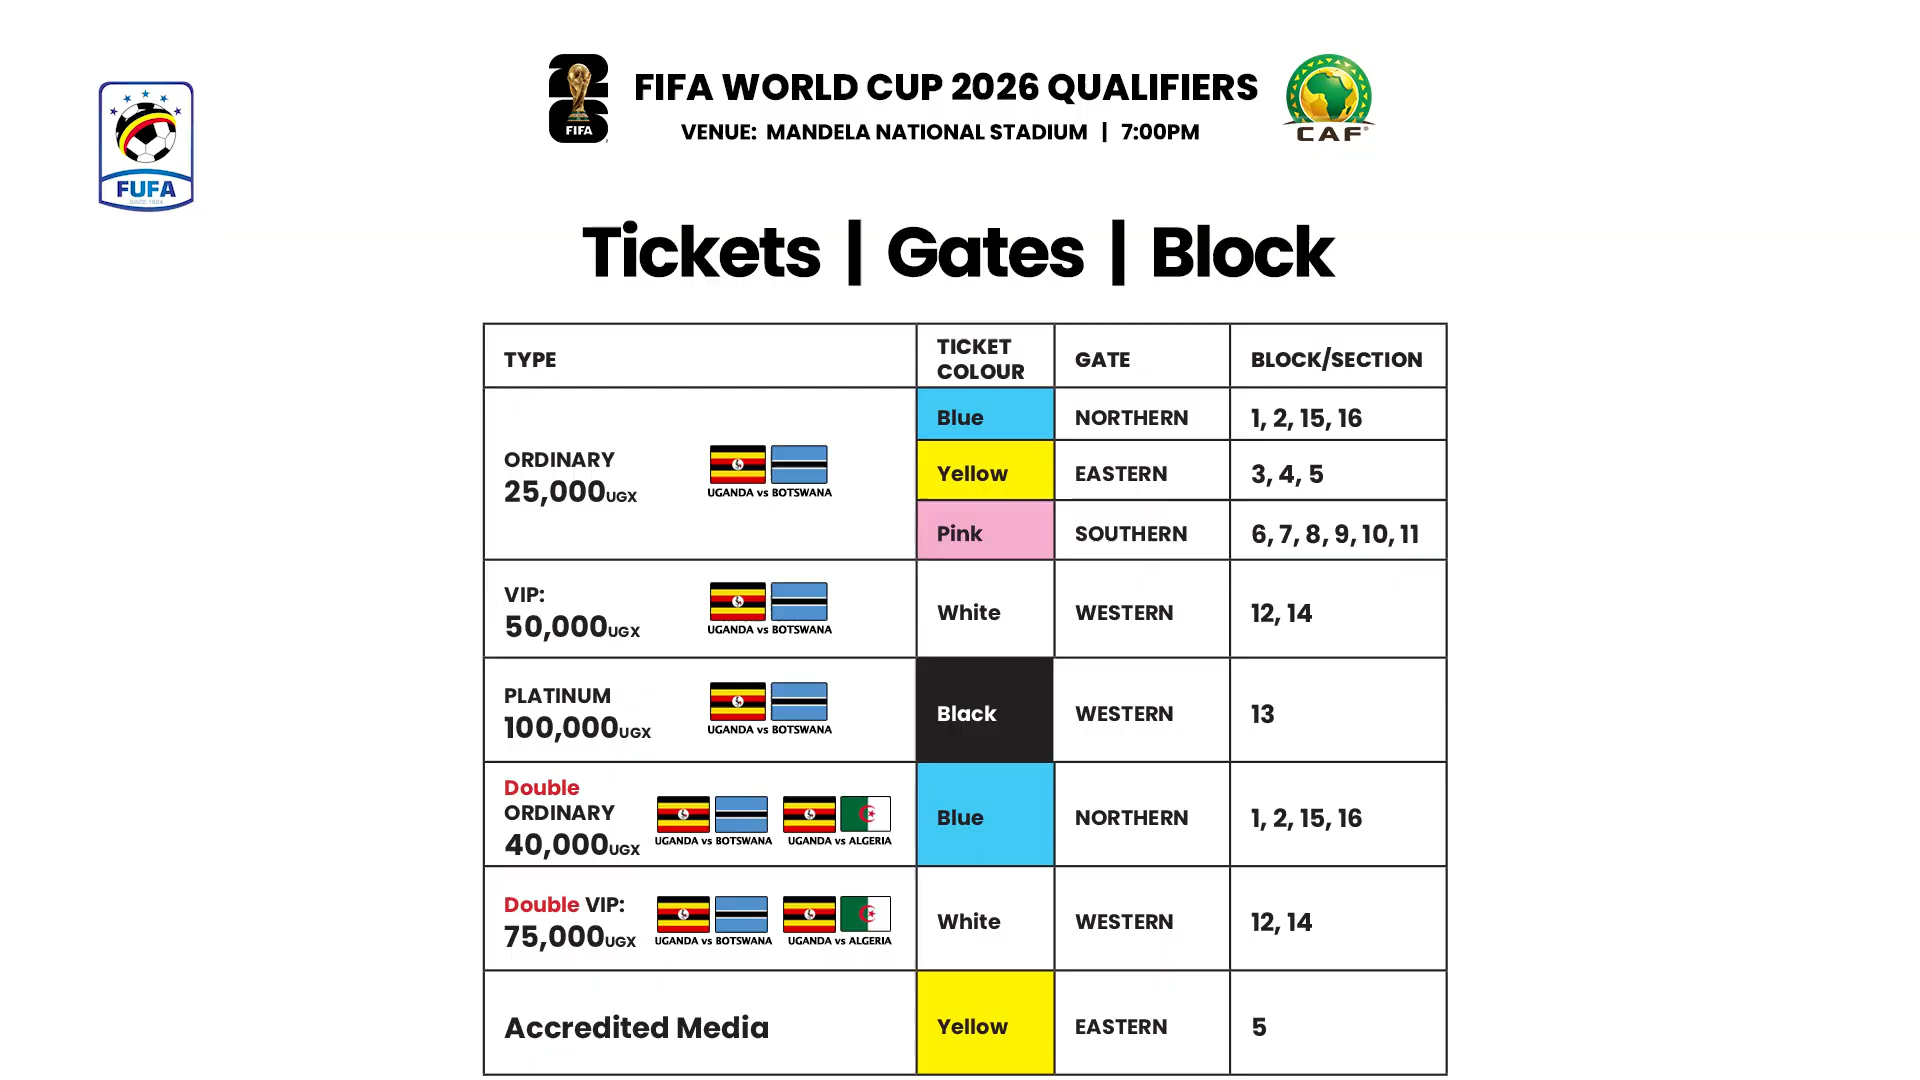 FIFA WORLD CUP 2026 QUALIFIERS
VENUE: MANDELA NATIONAL STADIUM | 7:00PM
FIFA
CAF
FUFA
SINCE 1924
Tickets | Gates | Block
TYPE
TICKET
COLOUR
GATE
BLOCK/SECTION
ORDINARY
25,000UGX
UGANDA vs BOTSWANA
Blue
NORTHERN
1, 2, 15, 16
Yellow
EASTERN
3, 4, 5
Pink
SOUTHERN
6, 7, 8, 9, 10, 11
VIP:
50,000UGX
UGANDA vs BOTSWANA
White
WESTERN
12, 14
PLATINUM
100,000UGX
UGANDA vs BOTSWANA
Black
WESTERN
13
Double
ORDINARY
40,000UGX
UGANDA vs BOTSWANA
UGANDA vs ALGERIA
Blue
NORTHERN
1, 2, 15, 16
Double VIP:
75,000UGX
UGANDA vs BOTSWANA
UGANDA vs ALGERIA
White
WESTERN
12, 14
Accredited Media
Yellow
EASTERN
5